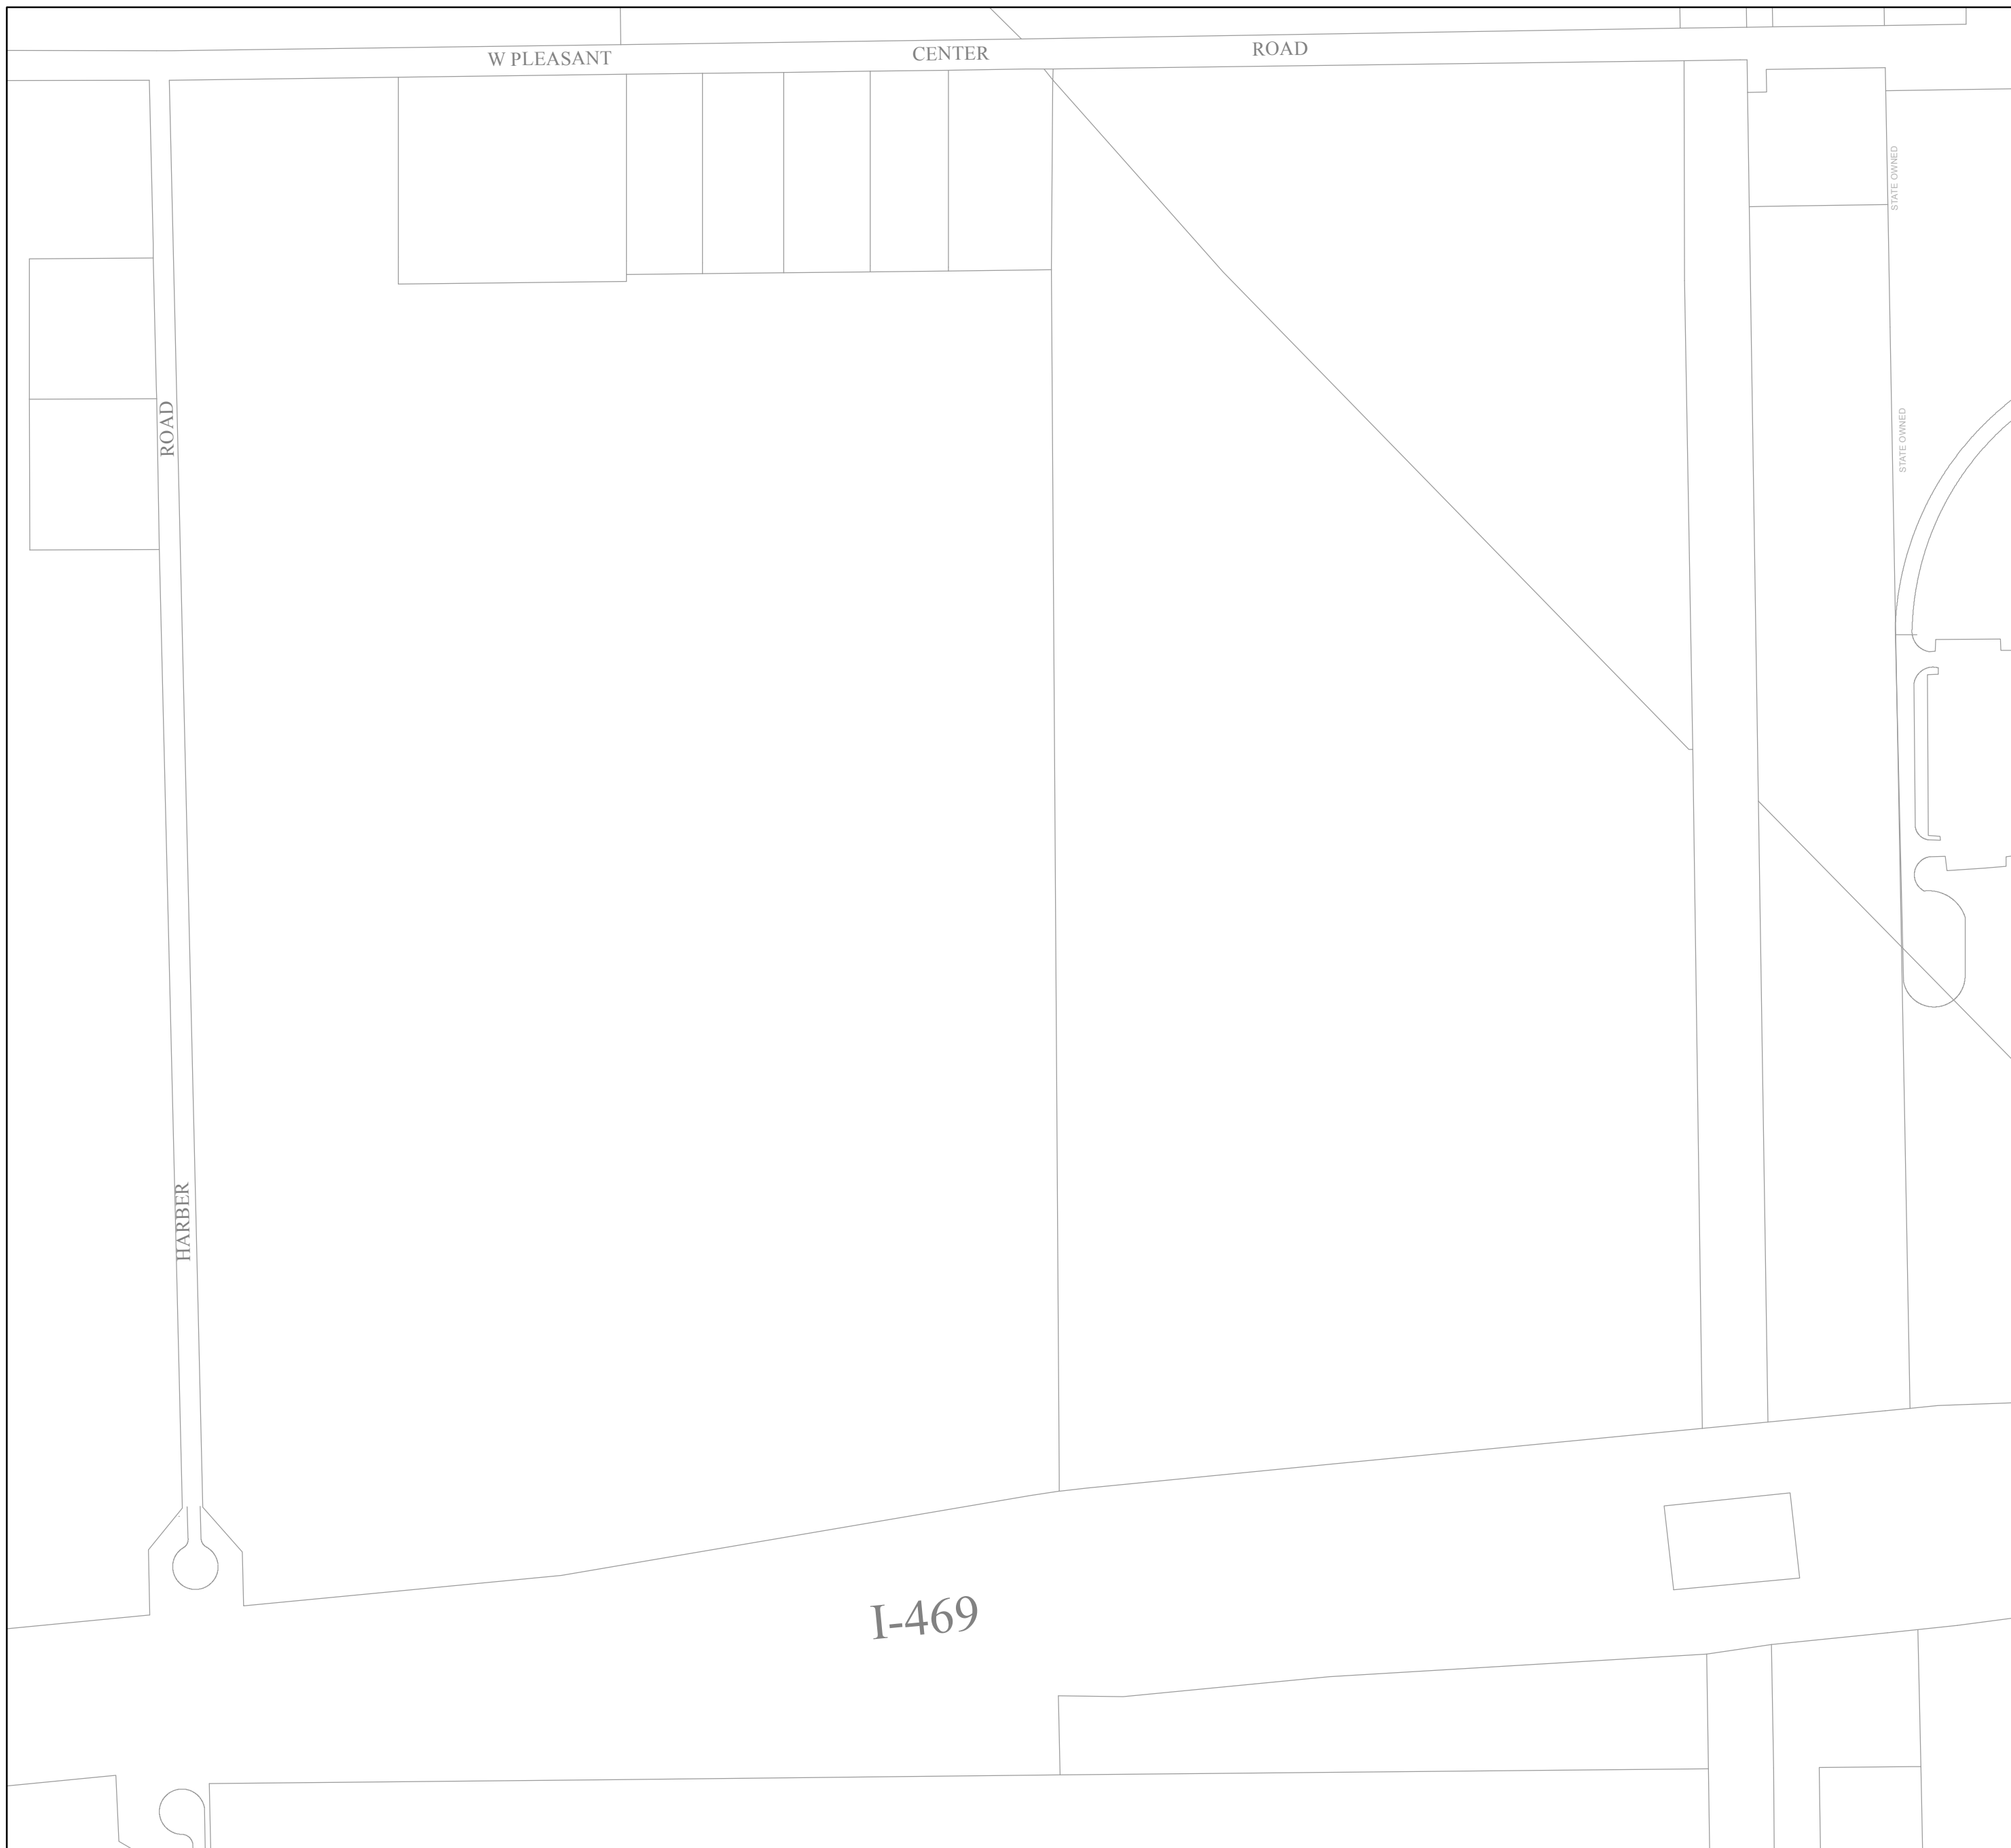 W PLEASANT CENTER ROAD
STATE OWNED
HARBER ROAD
STATE OWNED
I-469